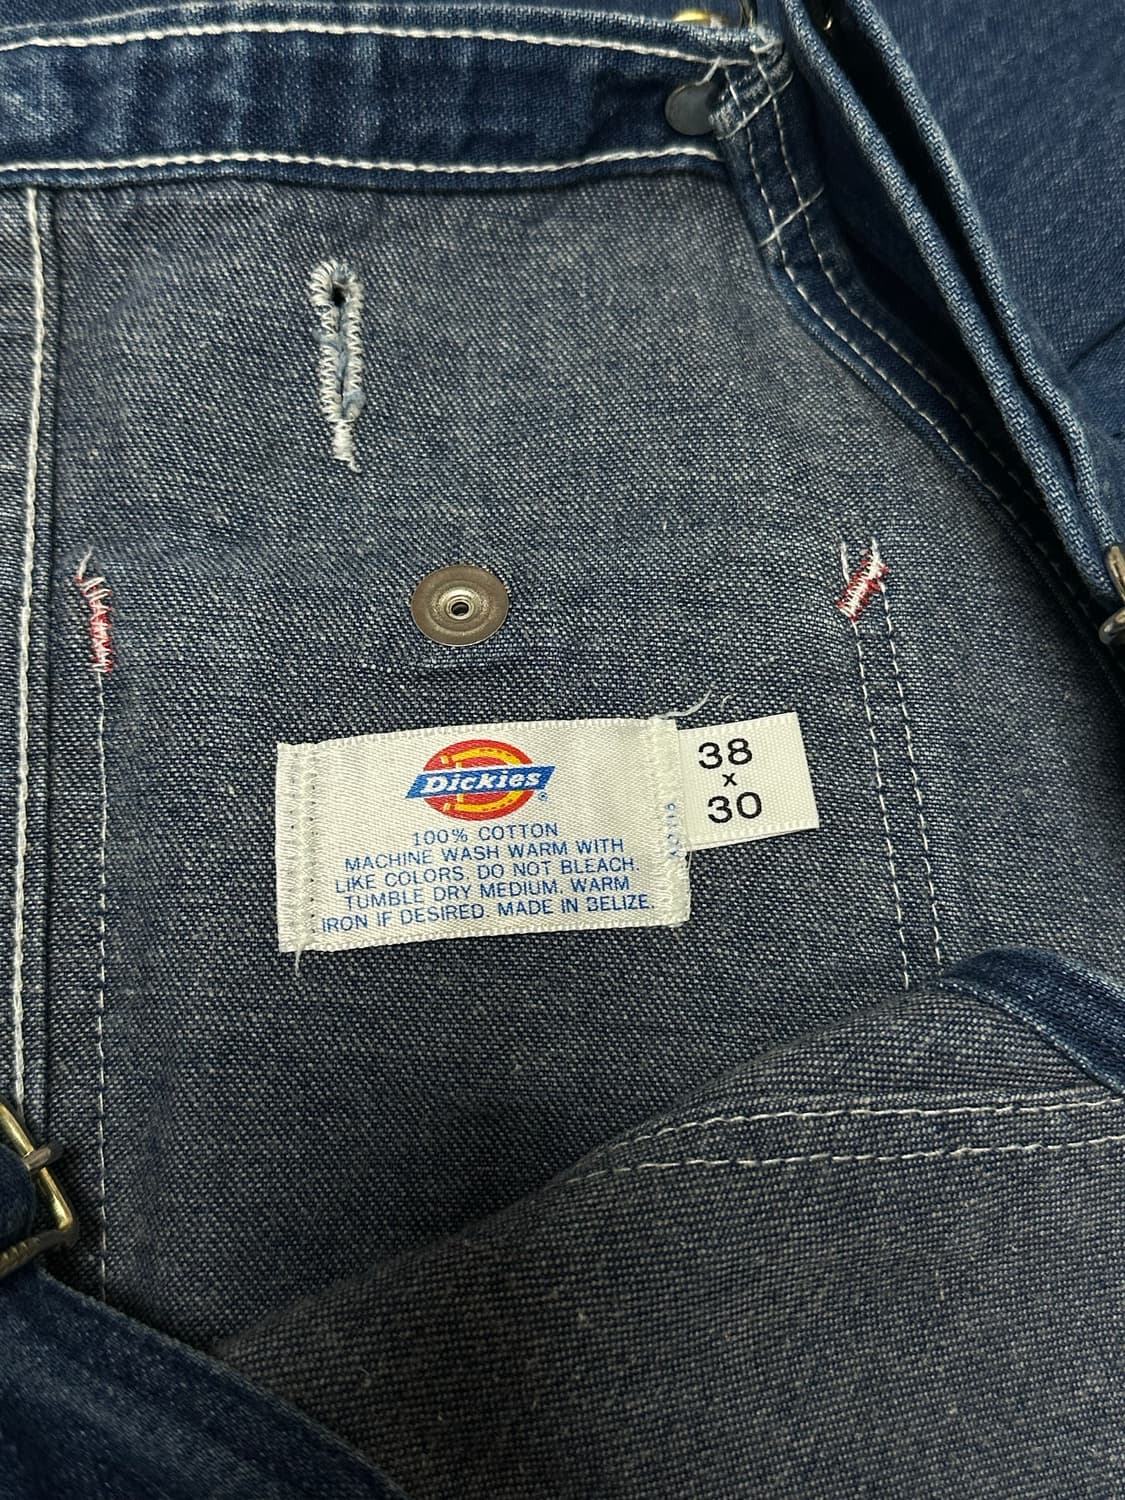 Dickies®
100% COTTON
MACHINE WASH WARM WITH
LIKE COLORS. DO NOT BLEACH.
TUMBLE DRY MEDIUM. WARM
IRON IF DESIRED. MADE IN BELIZE.
38
x
30